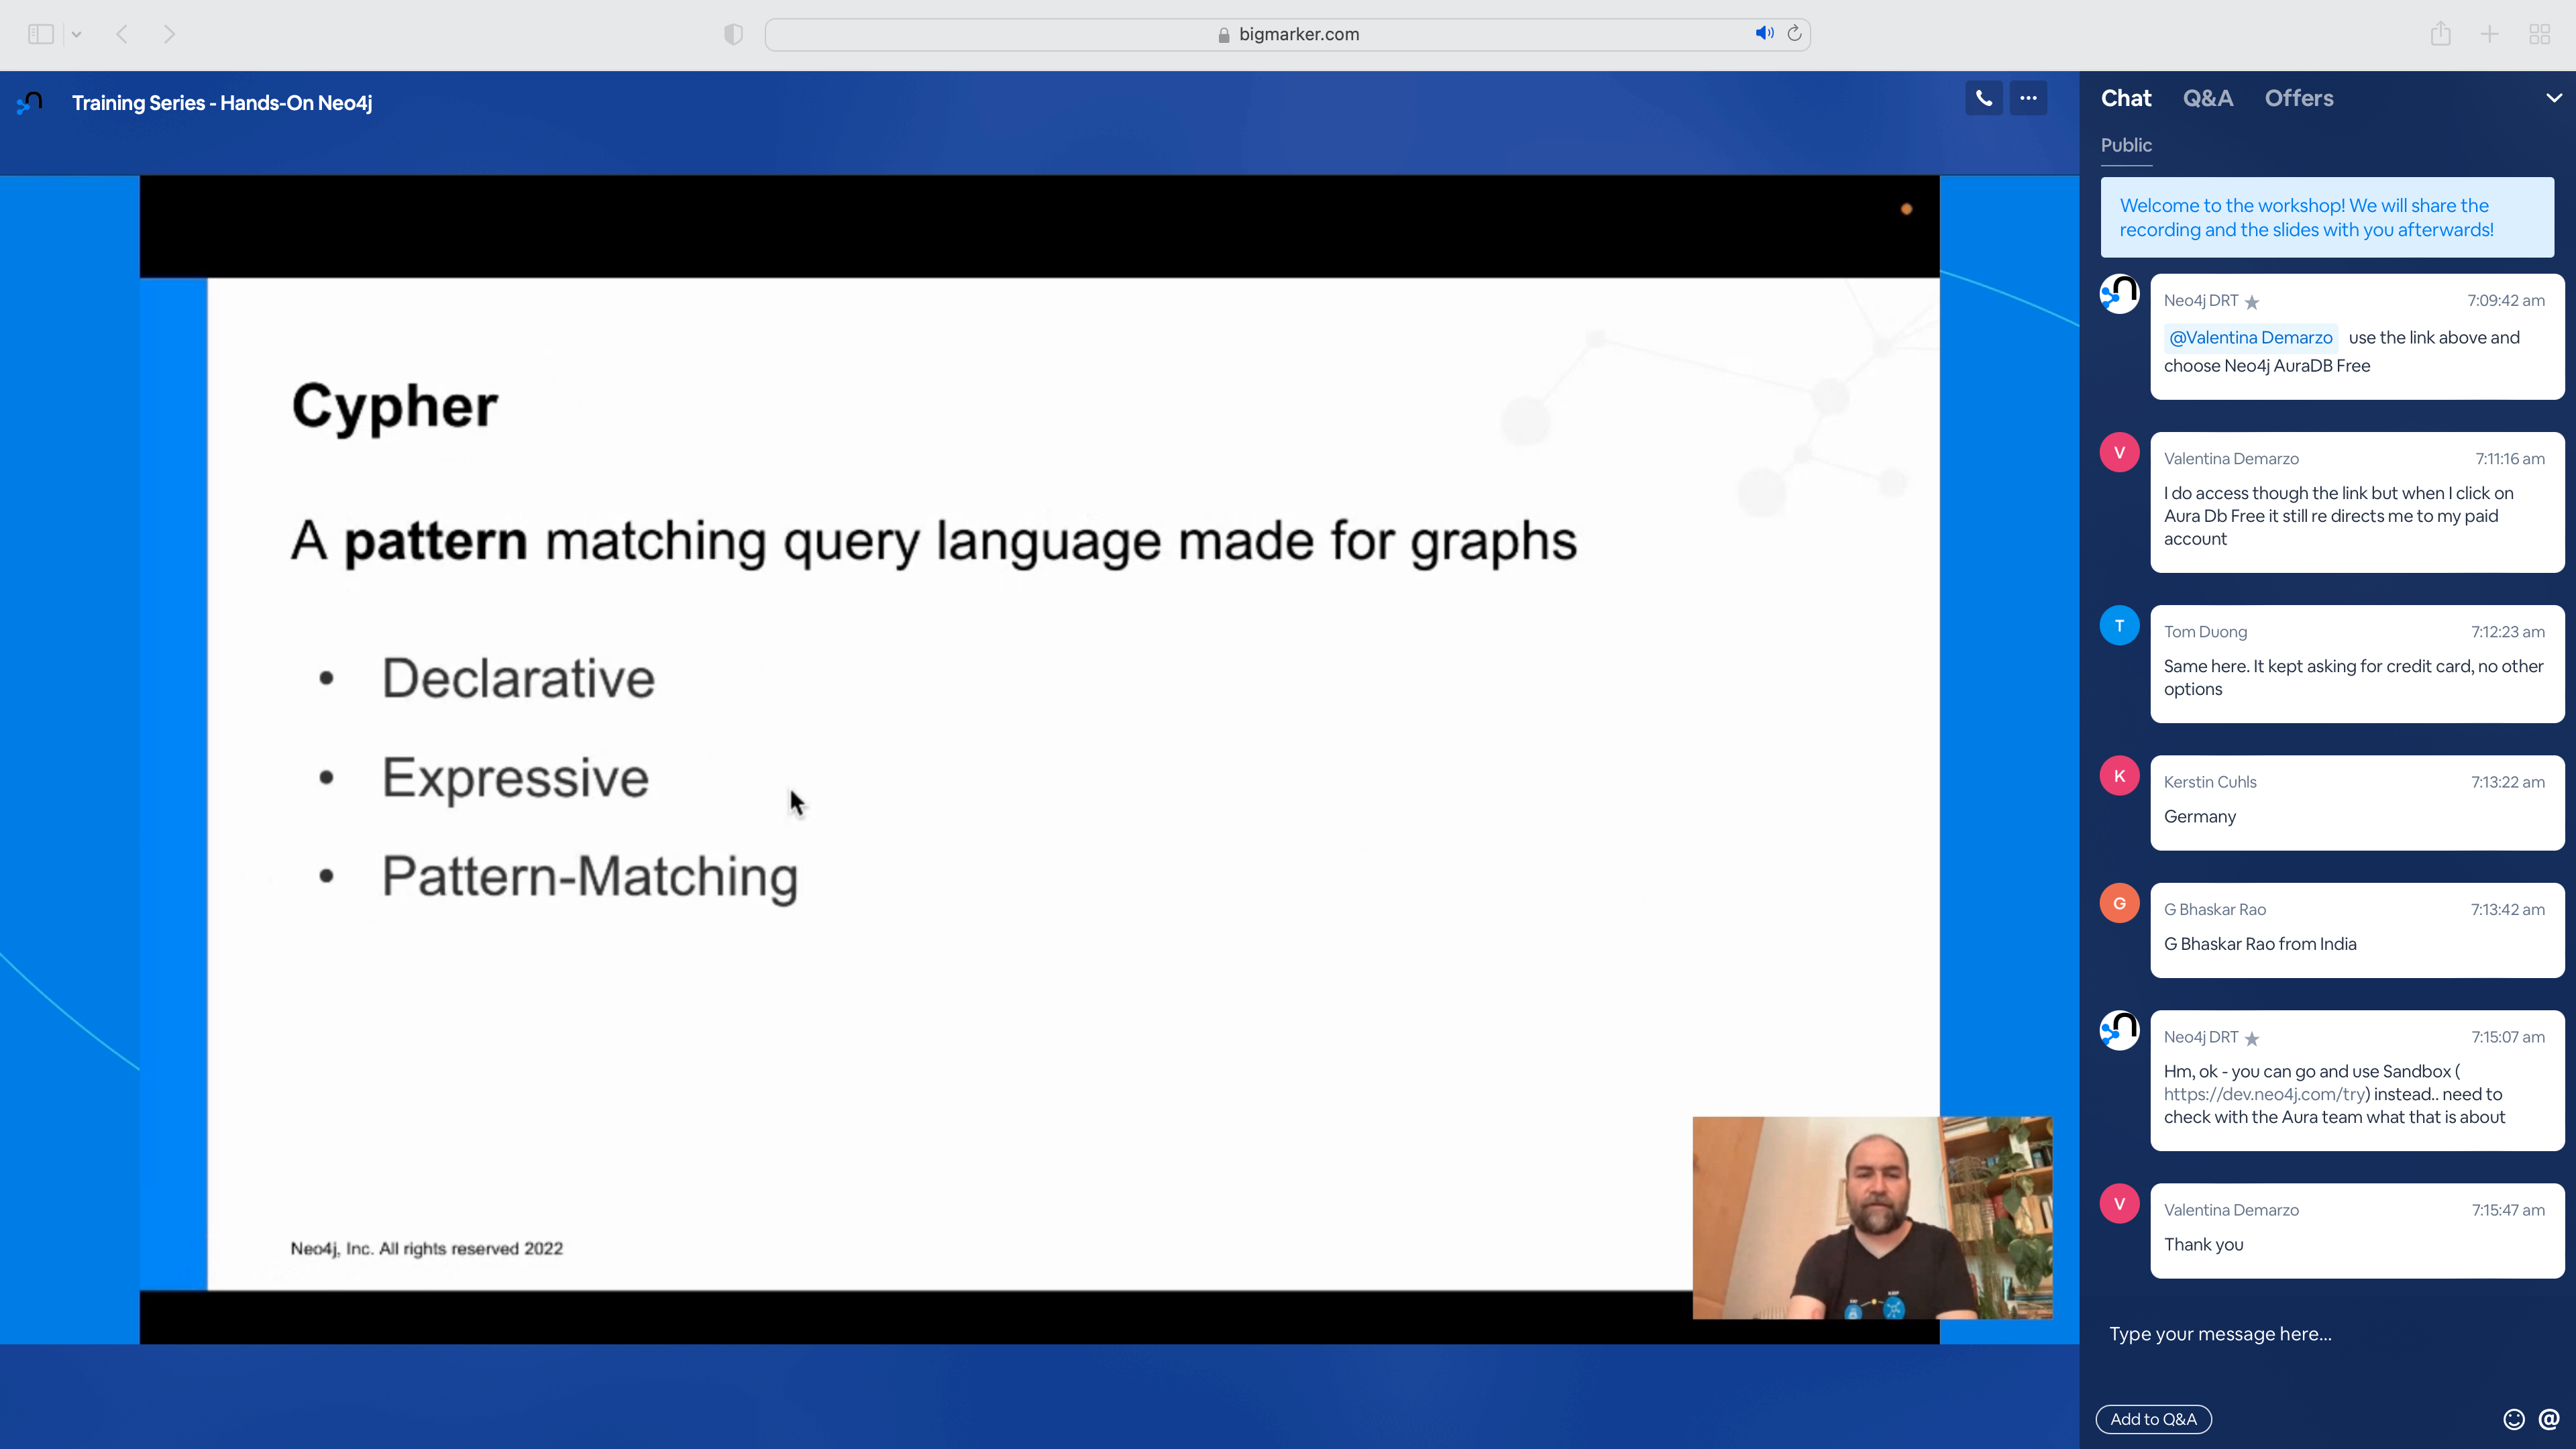 bigmarker.com
Training Series - Hands-On Neo4j
Cypher
A pattern matching query language made for graphs
• Declarative
• Expressive
• Pattern-Matching
Neo4j, Inc. All rights reserved 2022
Chat Q&A Offers
Public
Welcome to the workshop! We will share the
recording and the slides with you afterwards!
Neo4j DRT 7:09:42 am
@Valentina Demarzo use the link above and
choose Neo4j AuraDB Free
V
Valentina Demarzo 7:11:16 am
I do access though the link but when I click on
Aura Db Free it still re directs me to my paid
account
T
Tom Duong 7:12:23 am
Same here. It kept asking for credit card, no other
options
K
Kerstin Cuhls 7:13:22 am
Germany
G
G Bhaskar Rao 7:13:42 am
G Bhaskar Rao from India
Neo4j DRT 7:15:07 am
Hm, ok - you can go and use Sandbox (
https://dev.neo4j.com/try) instead.. need to
check with the Aura team what that is about
V
Valentina Demarzo 7:15:47 am
Thank you
Type your message here...
Add to Q&A @